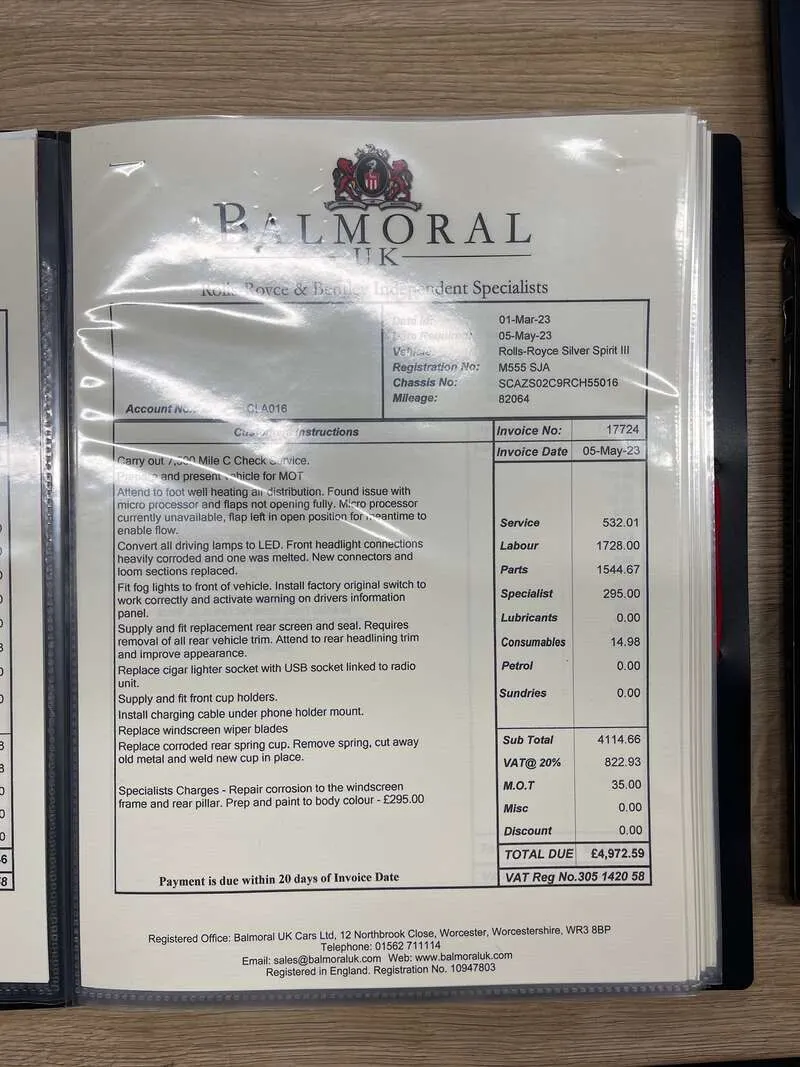 BALMORAL
UK
Rolls Royce & Bentley Independent Specialists
01-Mar-23
05-May-23
Vehicle: Rolls-Royce Silver Spirit III
Registration No: M555 SJA
Chassis No: SCAZS02C9RCH55016
Mileage: 82064
Account No. CLA016
Customer Instructions
Invoice No: 17724
Invoice Date 05-May-23
Carry out 7,500 Mile C Check Service.
and present vehicle for MOT
Attend to foot well heating air distribution. Found issue with
micro processor and flaps not opening fully. Micro processor
currently unavailable, flap left in open position for meantime to
enable flow.
Convert all driving lamps to LED. Front headlight connections
heavily corroded and one was melted. New connectors and
loom sections replaced.
Fit fog lights to front of vehicle. Install factory original switch to
work correctly and activate warning on drivers information
panel.
Supply and fit replacement rear screen and seal. Requires
removal of all rear vehicle trim. Attend to rear headlining trim
and improve appearance.
Replace cigar lighter socket with USB socket linked to radio
unit.
Supply and fit front cup holders.
Install charging cable under phone holder mount.
Replace windscreen wiper blades
Replace corroded rear spring cup. Remove spring, cut away
old metal and weld new cup in place.
Specialists Charges - Repair corrosion to the windscreen
frame and rear pillar. Prep and paint to body colour - £295.00
Payment is due within 20 days of Invoice Date
Service 532.01
Labour 1728.00
Parts 1544.67
Specialist 295.00
Lubricants 0.00
Consumables 14.98
Petrol 0.00
Sundries 0.00
Sub Total 4114.66
VAT@ 20% 822.93
M.O.T 35.00
Misc 0.00
Discount 0.00
TOTAL DUE £4,972.59
VAT Reg No.305 1420 58
Registered Office: Balmoral UK Cars Ltd, 12 Northbrook Close, Worcester, Worcestershire, WR3 8BP
Telephone: 01562 711114
Email: sales@balmoraluk.com Web: www.balmoraluk.com
Registered in England. Registration No. 10947803